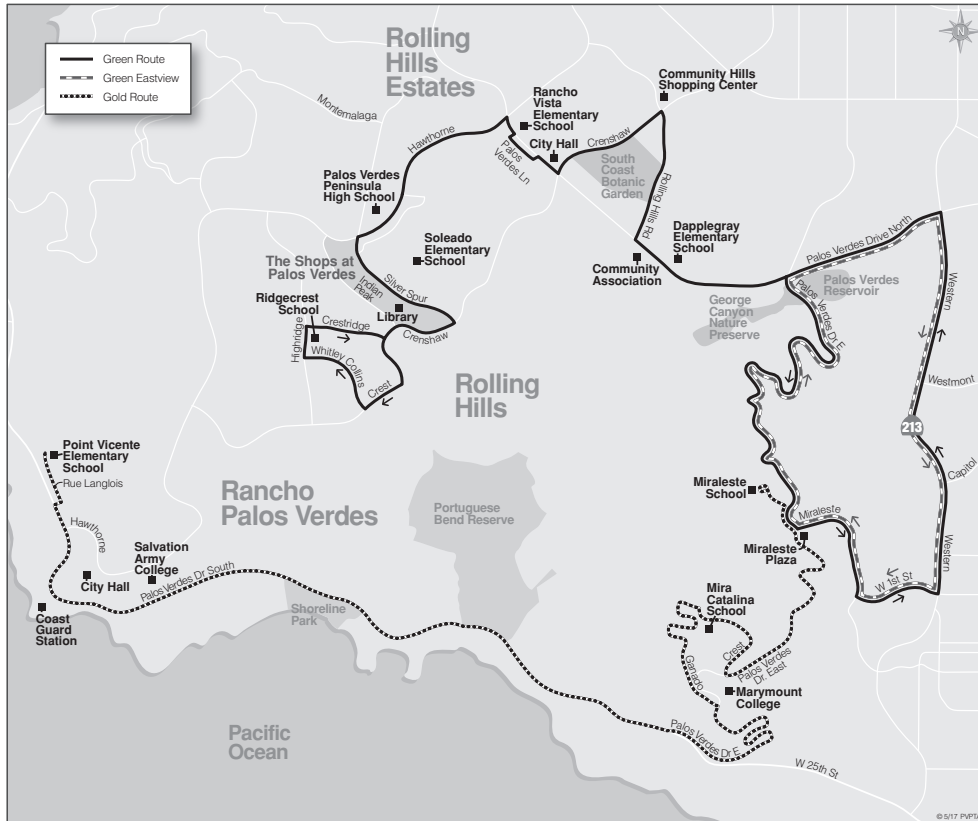 Green Route
Green Eastview
Gold Route
Rolling
Hills
Estates
N
Community Hills
Shopping Center
Montemalaga
Rancho
Vista
Elementary
School
City Hall
Hawthorne
Palos
Verdes Ln
Crenshaw
South
Coast
Botanic
Garden
Rolling Hills Rd
Palos Verdes
Peninsula
High School
Soleado
Elementary
School
Dapplegray
Elementary
School
Community
Association
Palos Verdes Drive North
Western
The Shops at
Palos Verdes
Indian
Peak
Silver Spur
Library
Crenshaw
Ridgecrest
School
Crestridge
Highridge
Whitley Collins
Crest
George
Canyon
Nature
Preserve
Palos Verdes
Reservoir
Palos Verdes Dr E
Rolling
Hills
Westmont
213
Capitol
Point Vicente
Elementary
School
Rue Langlois
Rancho
Palos Verdes
Portuguese
Bend Reserve
Miraleste
School
Miraleste
Miraleste
Plaza
Western
W 1st St
Hawthorne
Salvation
Army
College
City Hall
Palos Verdes Dr South
Coast
Guard
Station
Shoreline
Park
Mira
Catalina
School
Crest
Palos Verdes
Dr. East
Ganado
Marymount
College
Palos Verdes Dr E
W 25th St
Pacific
Ocean
© 5/17 PVPTA